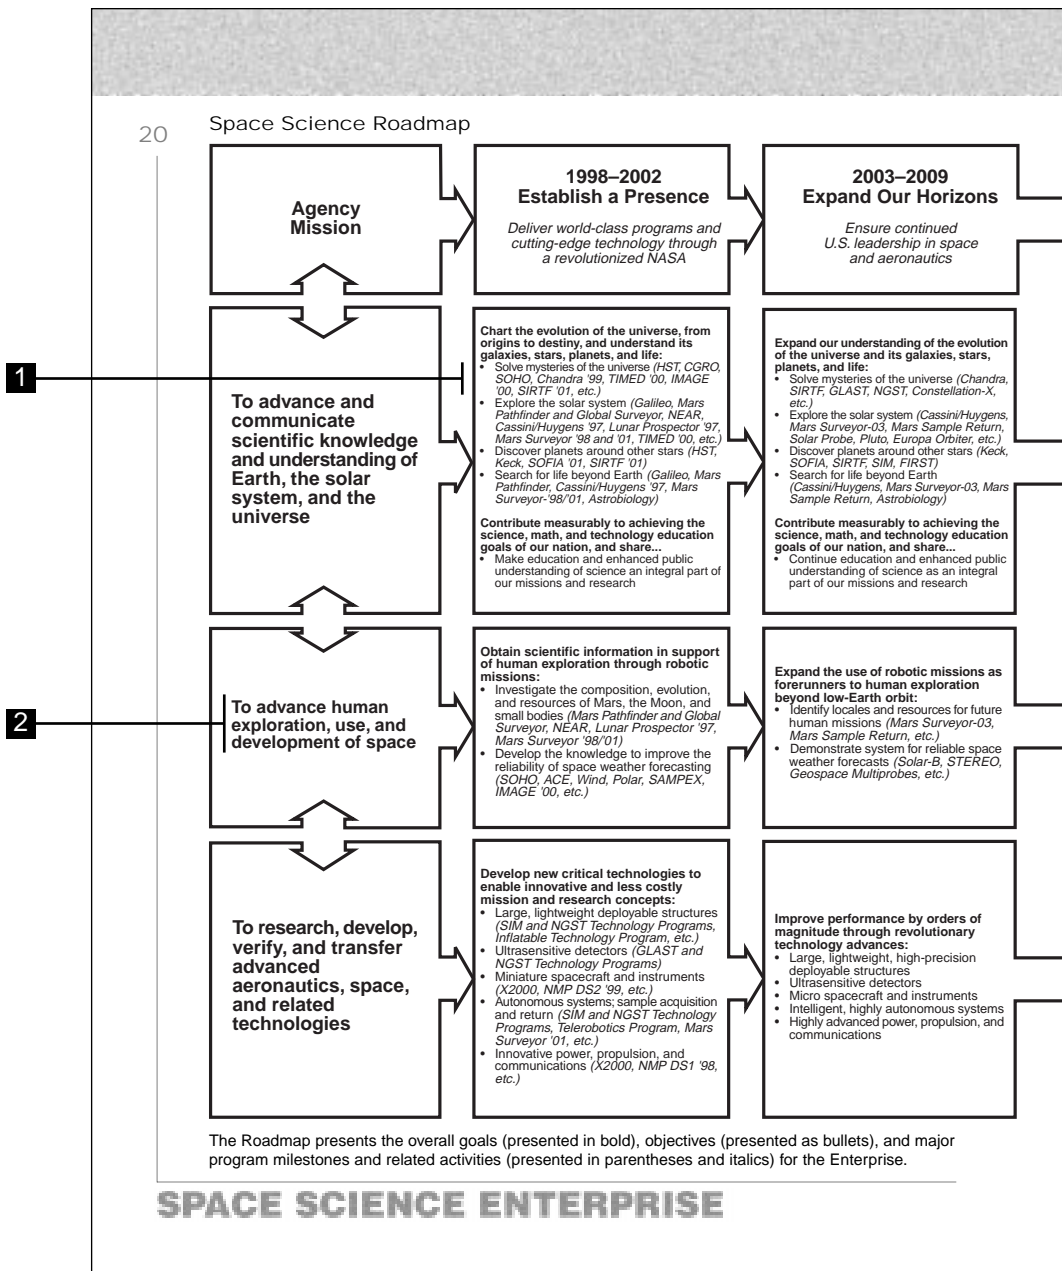 20
Space Science Roadmap
Agency
Mission
1998–2002
Establish a Presence
Deliver world-class programs and
cutting-edge technology through
a revolutionized NASA
2003–2009
Expand Our Horizons
Ensure continued
U.S. leadership in space
and aeronautics
1
To advance and
communicate
scientific knowledge
and understanding of
Earth, the solar
system, and the
universe
Chart the evolution of the universe, from
origins to destiny, and understand its
galaxies, stars, planets, and life:
• Solve mysteries of the universe (HST, CGRO,
SOHO, Chandra '99, TIMED '00, IMAGE
'00, SIRTF '01, etc.)
• Explore the solar system (Galileo, Mars
Pathfinder and Global Surveyor, NEAR,
Cassini/Huygens '97, Lunar Prospector '97,
Mars Surveyor '98 and '01, TIMED '00, etc.)
• Discover planets around other stars (HST,
Keck, SOFIA '01, SIRTF '01)
• Search for life beyond Earth (Galileo, Mars
Pathfinder, Cassini/Huygens '97, Mars
Surveyor-'98/'01, Astrobiology)
Contribute measurably to achieving the
science, math, and technology education
goals of our nation, and share...
• Make education and enhanced public
understanding of science an integral part of
our missions and research
Expand our understanding of the evolution
of the universe and its galaxies, stars,
planets, and life:
• Solve mysteries of the universe (Chandra,
SIRTF, GLAST, NGST, Constellation-X,
etc.)
• Explore the solar system (Cassini/Huygens,
Mars Surveyor-03, Mars Sample Return,
Solar Probe, Pluto, Europa Orbiter, etc.)
• Discover planets around other stars (Keck,
SOFIA, SIRTF, SIM, FIRST)
• Search for life beyond Earth
(Cassini/Huygens, Mars Surveyor-03, Mars
Sample Return, Astrobiology)
Contribute measurably to achieving the
science, math, and technology education
goals of our nation, and share...
• Continue education and enhanced public
understanding of science as an integral
part of our missions and research
2
To advance human
exploration, use, and
development of space
Obtain scientific information in support
of human exploration through robotic
missions:
• Investigate the composition, evolution,
and resources of Mars, the Moon, and
small bodies (Mars Pathfinder and Global
Surveyor, NEAR, Lunar Prospector '97,
Mars Surveyor '98/'01)
• Develop the knowledge to improve the
reliability of space weather forecasting
(SOHO, ACE, Wind, Polar, SAMPEX,
IMAGE '00, etc.)
Expand the use of robotic missions as
forerunners to human exploration
beyond low-Earth orbit:
• Identify locales and resources for future
human missions (Mars Surveyor-03,
Mars Sample Return, etc.)
• Demonstrate system for reliable space
weather forecasts (Solar-B, STEREO,
Geospace Multiprobes, etc.)
To research, develop,
verify, and transfer
advanced
aeronautics, space,
and related
technologies
Develop new critical technologies to
enable innovative and less costly
mission and research concepts:
• Large, lightweight deployable structures
(SIM and NGST Technology Programs,
Inflatable Technology Program, etc.)
• Ultrasensitive detectors (GLAST and
NGST Technology Programs)
• Miniature spacecraft and instruments
(X2000, NMP DS2 '99, etc.)
• Autonomous systems; sample acquisition
and return (SIM and NGST Technology
Programs, Telerobotics Program, Mars
Surveyor '01, etc.)
• Innovative power, propulsion, and
communications (X2000, NMP DS1 '98,
etc.)
Improve performance by orders of
magnitude through revolutionary
technology advances:
• Large, lightweight, high-precision
deployable structures
• Ultrasensitive detectors
• Micro spacecraft and instruments
• Intelligent, highly autonomous systems
• Highly advanced power, propulsion, and
communications
The Roadmap presents the overall goals (presented in bold), objectives (presented as bullets), and major
program milestones and related activities (presented in parentheses and italics) for the Enterprise.
SPACE SCIENCE ENTERPRISE